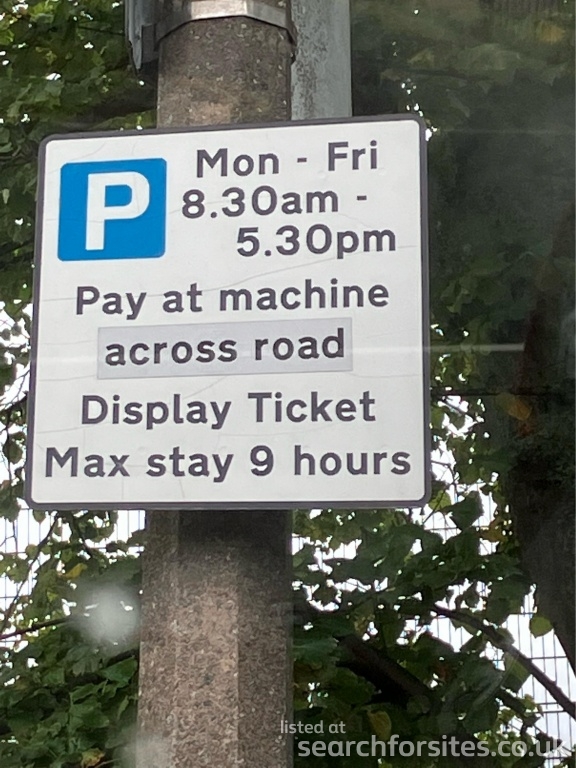 P
Mon - Fri
8.30am -
5.30pm
Pay at machine
across road
Display Ticket
Max stay 9 hours
listed at
searchforsites.co.uk